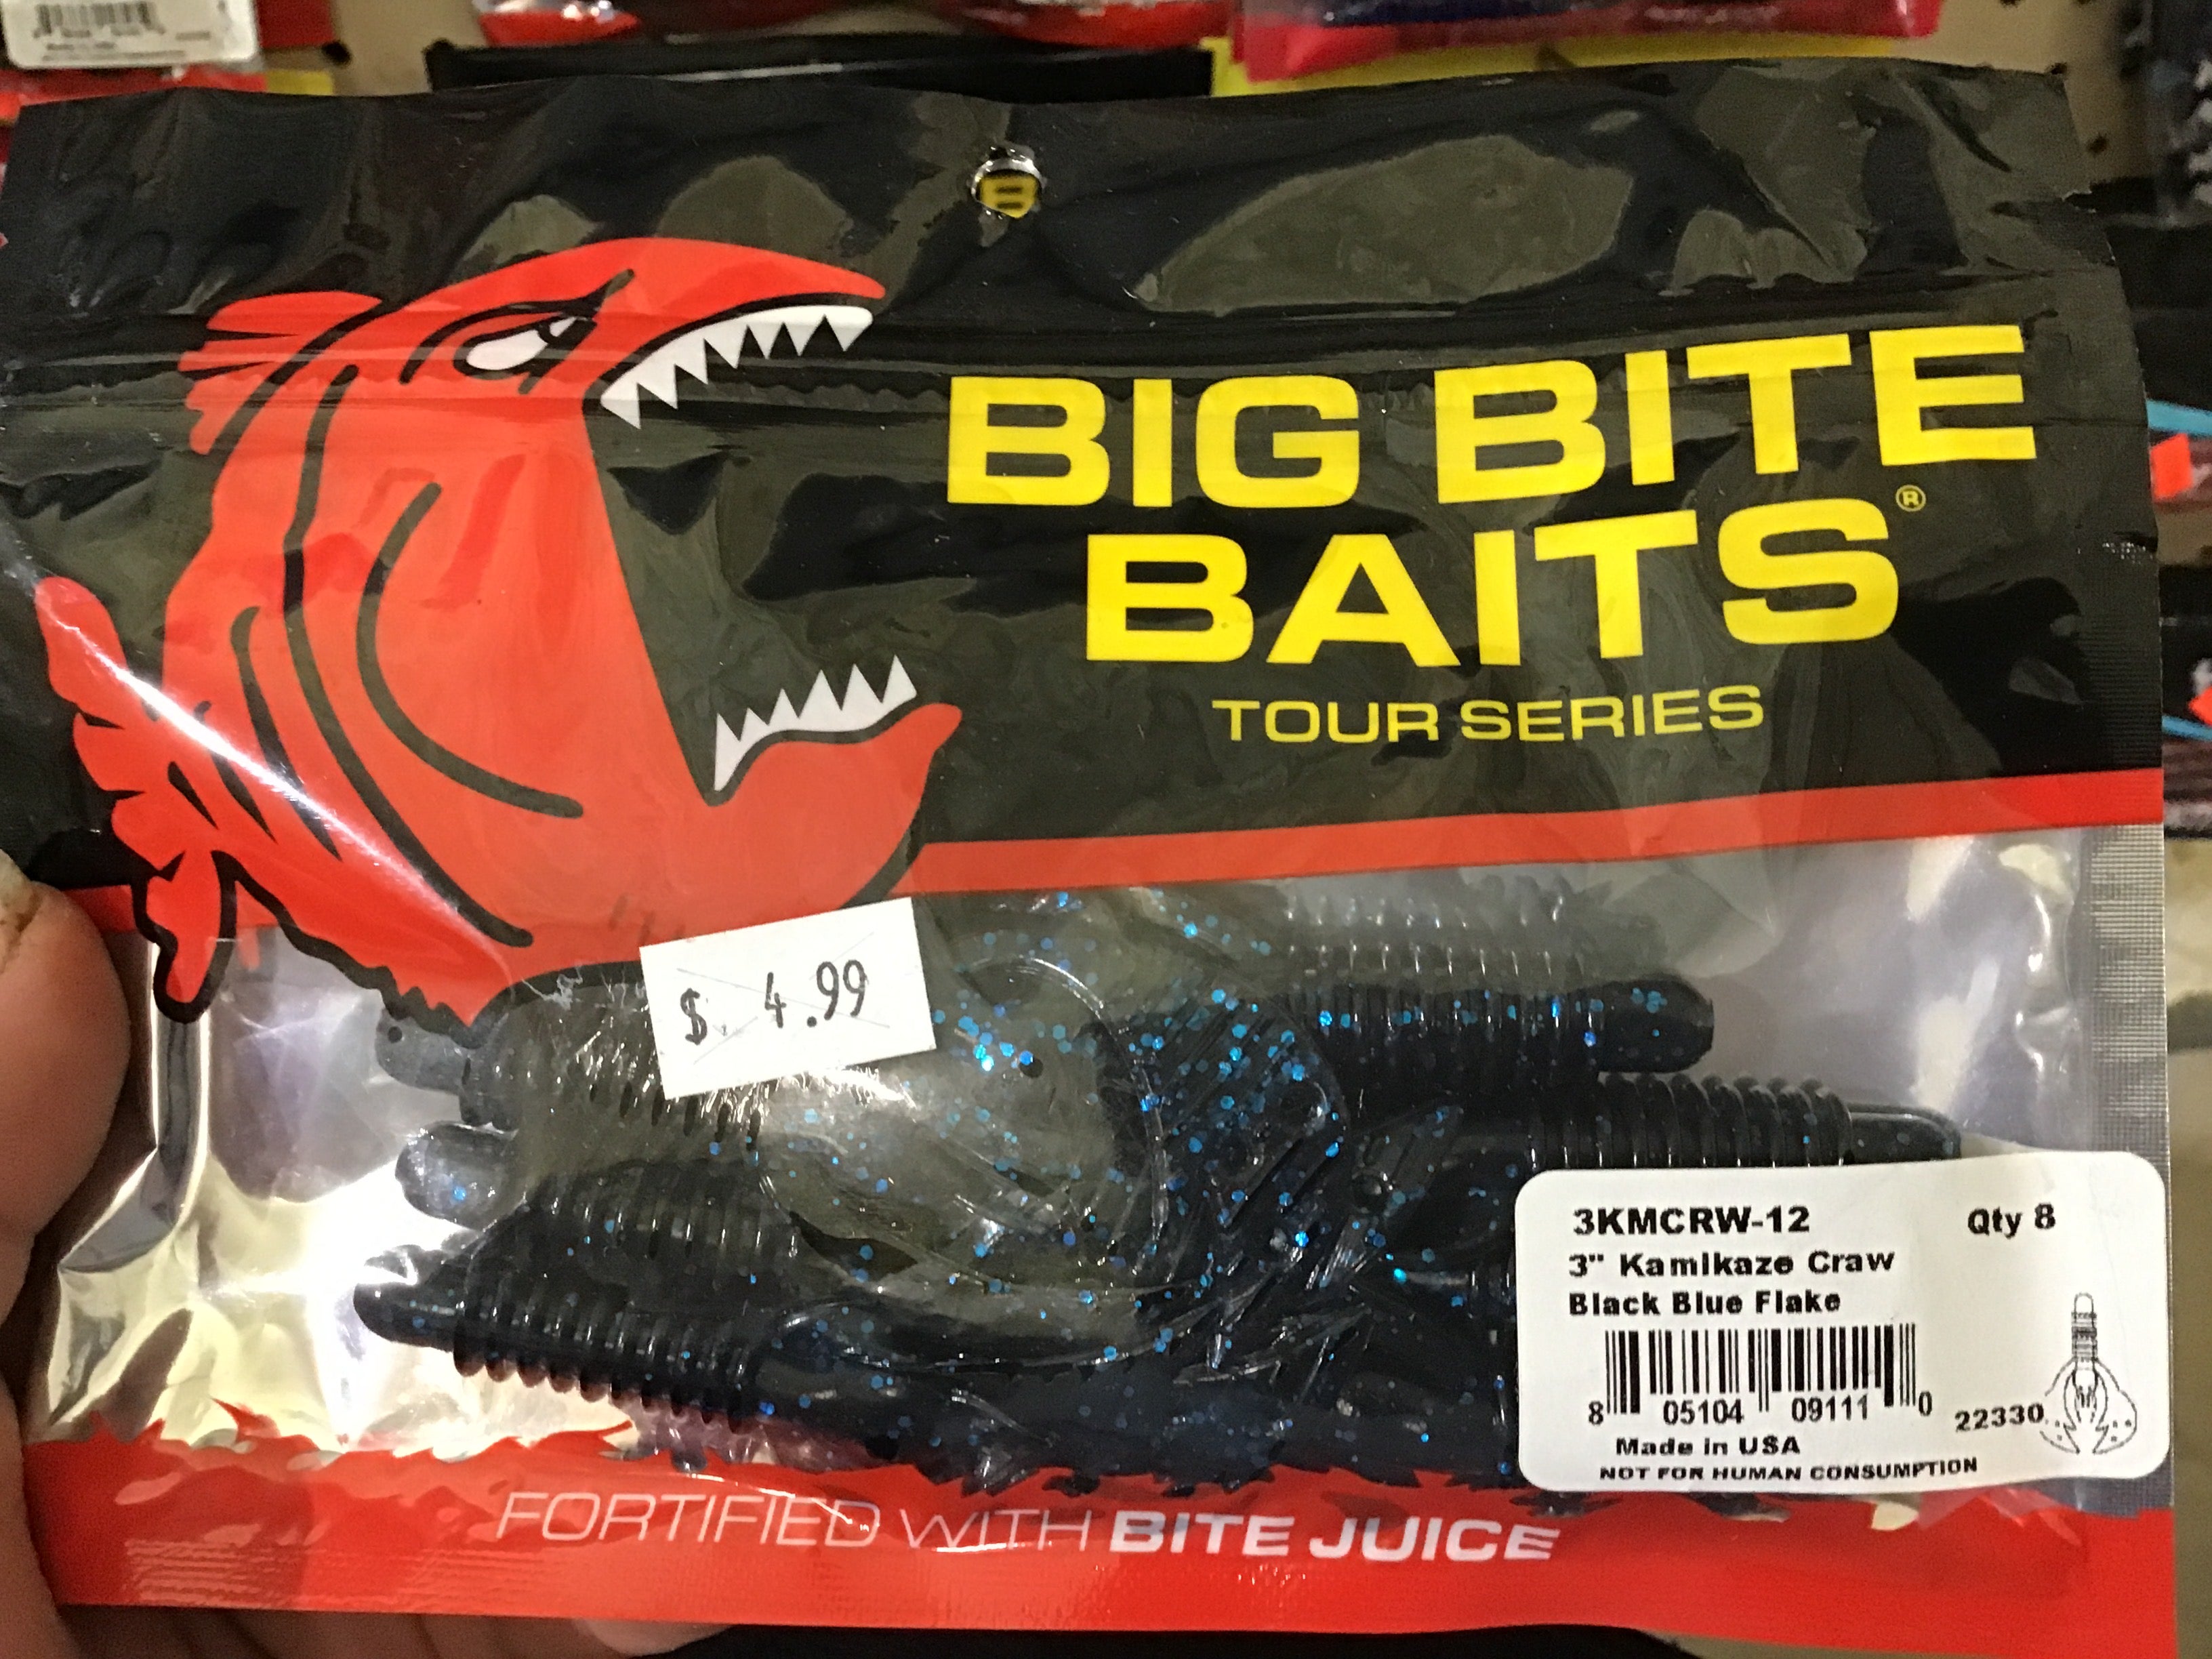 BIG BITE
BAITS®
TOUR SERIES
$ 4.99
3KMCRW-12 Qty 8
3" Kamikaze Craw
Black Blue Flake
8 05104 09111 0
22330
Made in USA
NOT FOR HUMAN CONSUMPTION
FORTIFIED WITH BITE JUICE